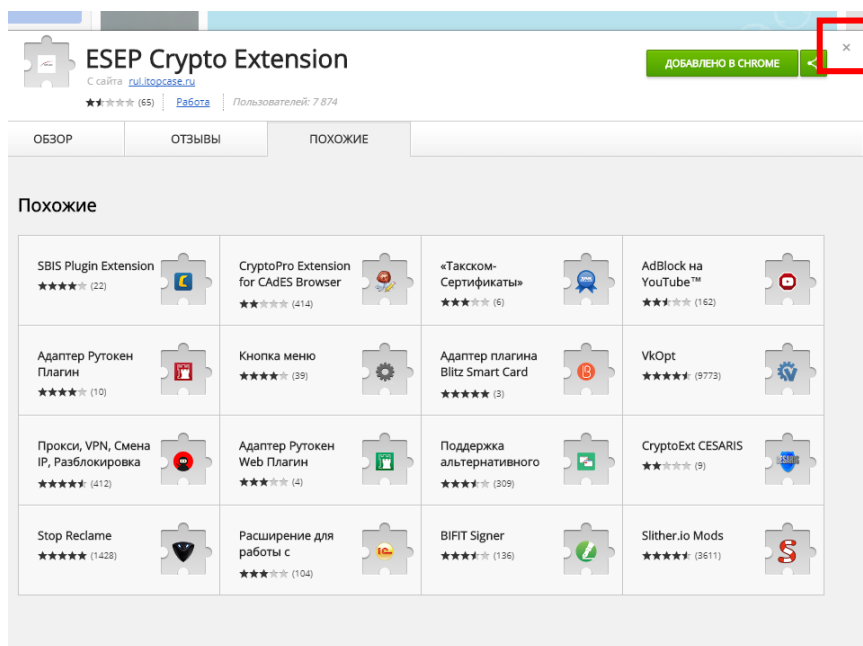 ESEP Crypto Extension
С сайта rul.itopcase.ru
(65) Работа Пользователей: 7 874
ДОБАВЛЕНО В CHROME
ОБЗОР ОТЗЫВЫ ПОХОЖИЕ
Похожие
SBIS Plugin Extension
(22)
CryptoPro Extension
for CAdES Browser
(414)
«Такском-
Сертификаты»
(6)
AdBlock на
YouTube™
(162)
Адаптер Рутокен
Плагин
(10)
Кнопка меню
(39)
Адаптер плагина
Blitz Smart Card
(3)
VkOpt
(9773)
Прокси, VPN, Смена
IP, Разблокировка
(412)
Адаптер Рутокен
Web Плагин
(4)
Поддержка
альтернативного
(309)
CryptoExt CESARIS
(9)
Stop Reclame
(1428)
Расширение для
работы с
(104)
BIFIT Signer
(136)
Slither.io Mods
(3611)